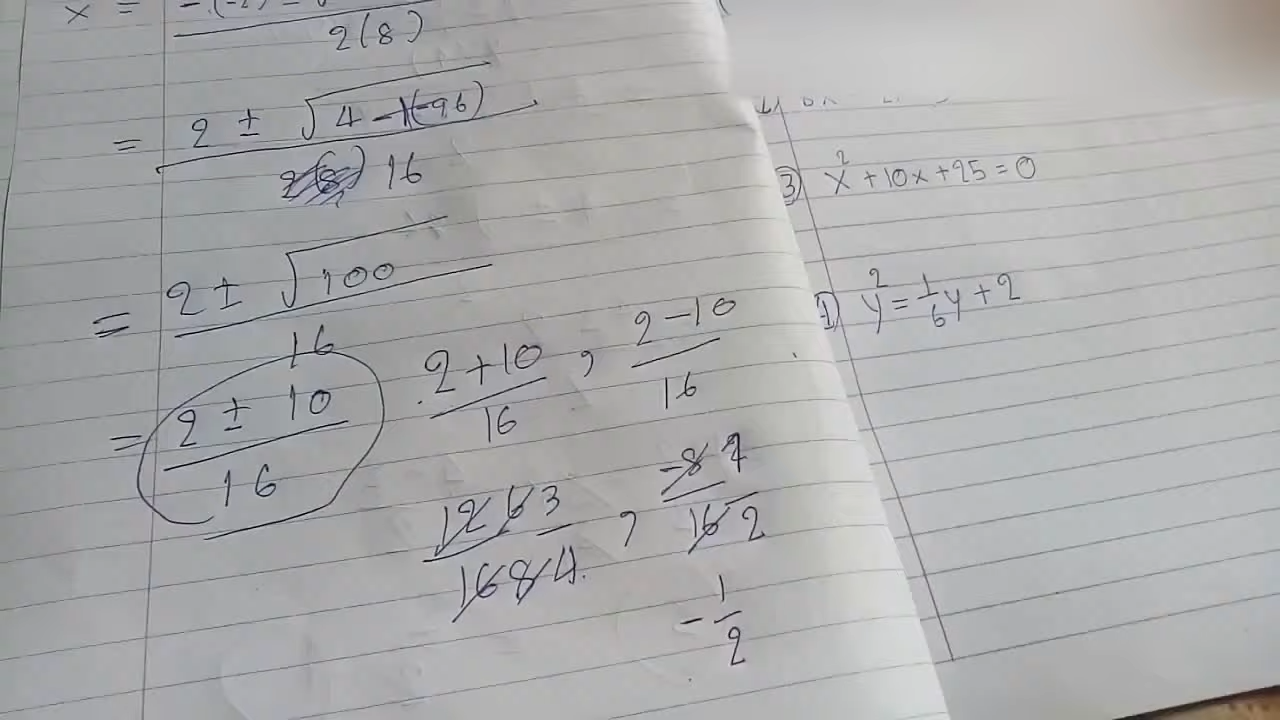 x = 
2(8)
= 2 ± √4 -1(-96)
16
= 2 ± √100
16
= 2 ± 10
16
2 + 10 , 2 - 10
16 16
12 6 3 , -8 1
16 8 4. 16 2
- 1
2
3) x² + 10x + 25 = 0
1) y² = 1/6 y + 2